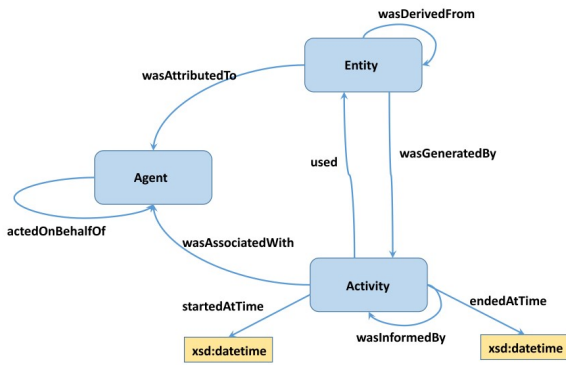 wasDerivedFrom
Entity
wasAttributedTo
used
wasGeneratedBy
Agent
actedOnBehalfOf
wasAssociatedWith
Activity
startedAtTime
endedAtTime
wasInformedBy
xsd:datetime
xsd:datetime